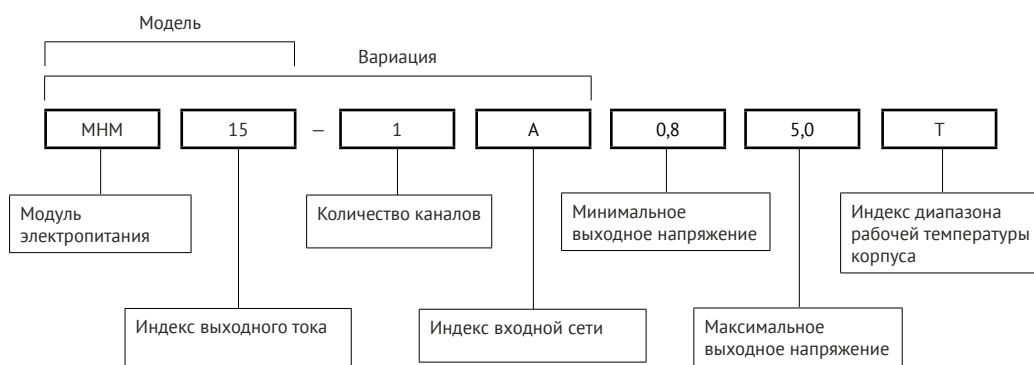 Модель
Вариация
МНМ 15 – 1 А 0,8 5,0 Т
Модуль
электропитания
Количество каналов
Минимальное
выходное напряжение
Индекс диапазона
рабочей температуры
корпуса
Индекс выходного тока
Индекс входной сети
Максимальное
выходное напряжение